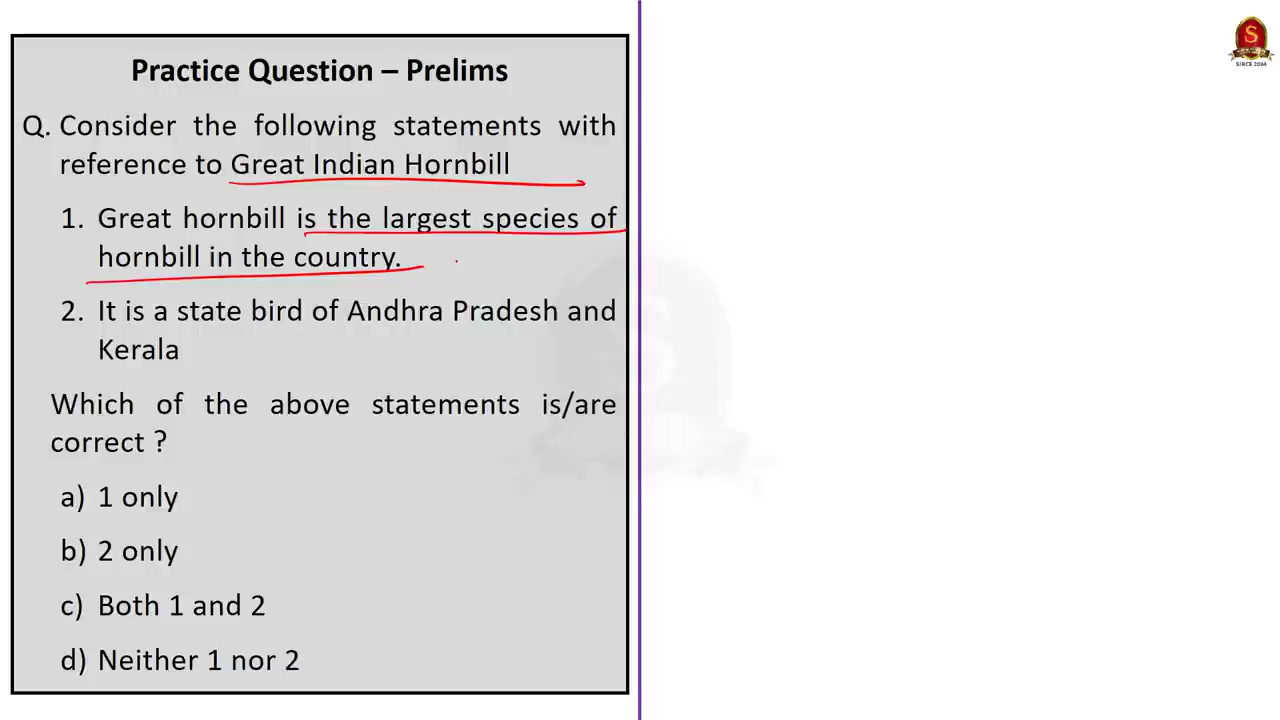 Practice Question – Prelims
Q. Consider the following statements with
reference to Great Indian Hornbill
1. Great hornbill is the largest species of
hornbill in the country.
2. It is a state bird of Andhra Pradesh and
Kerala
Which of the above statements is/are
correct ?
a) 1 only
b) 2 only
c) Both 1 and 2
d) Neither 1 nor 2
S
SINCE 2004